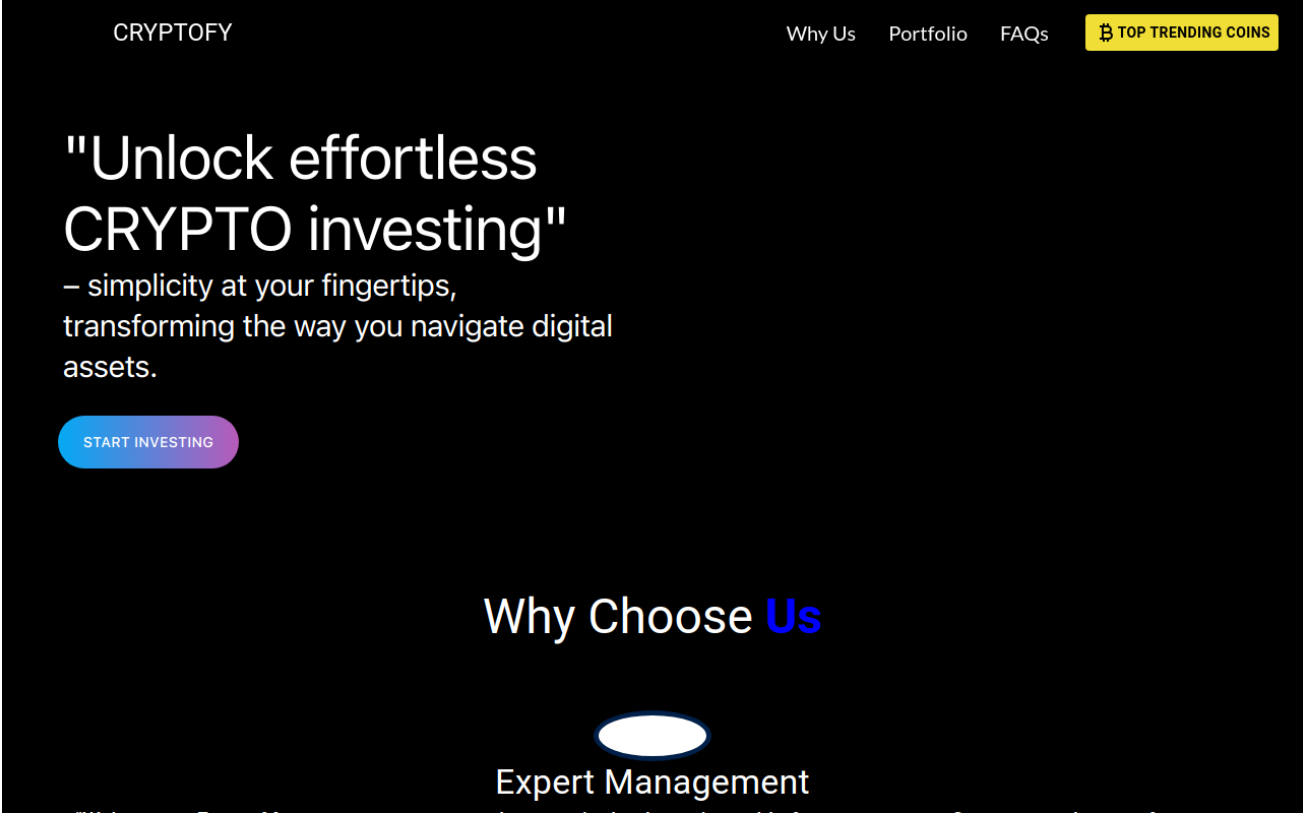 CRYPTOFY
Why Us
Portfolio
FAQs
TOP TRENDING COINS
"Unlock effortless
CRYPTO investing"
– simplicity at your fingertips,
transforming the way you navigate digital
assets.
START INVESTING
Why Choose Us
Expert Management